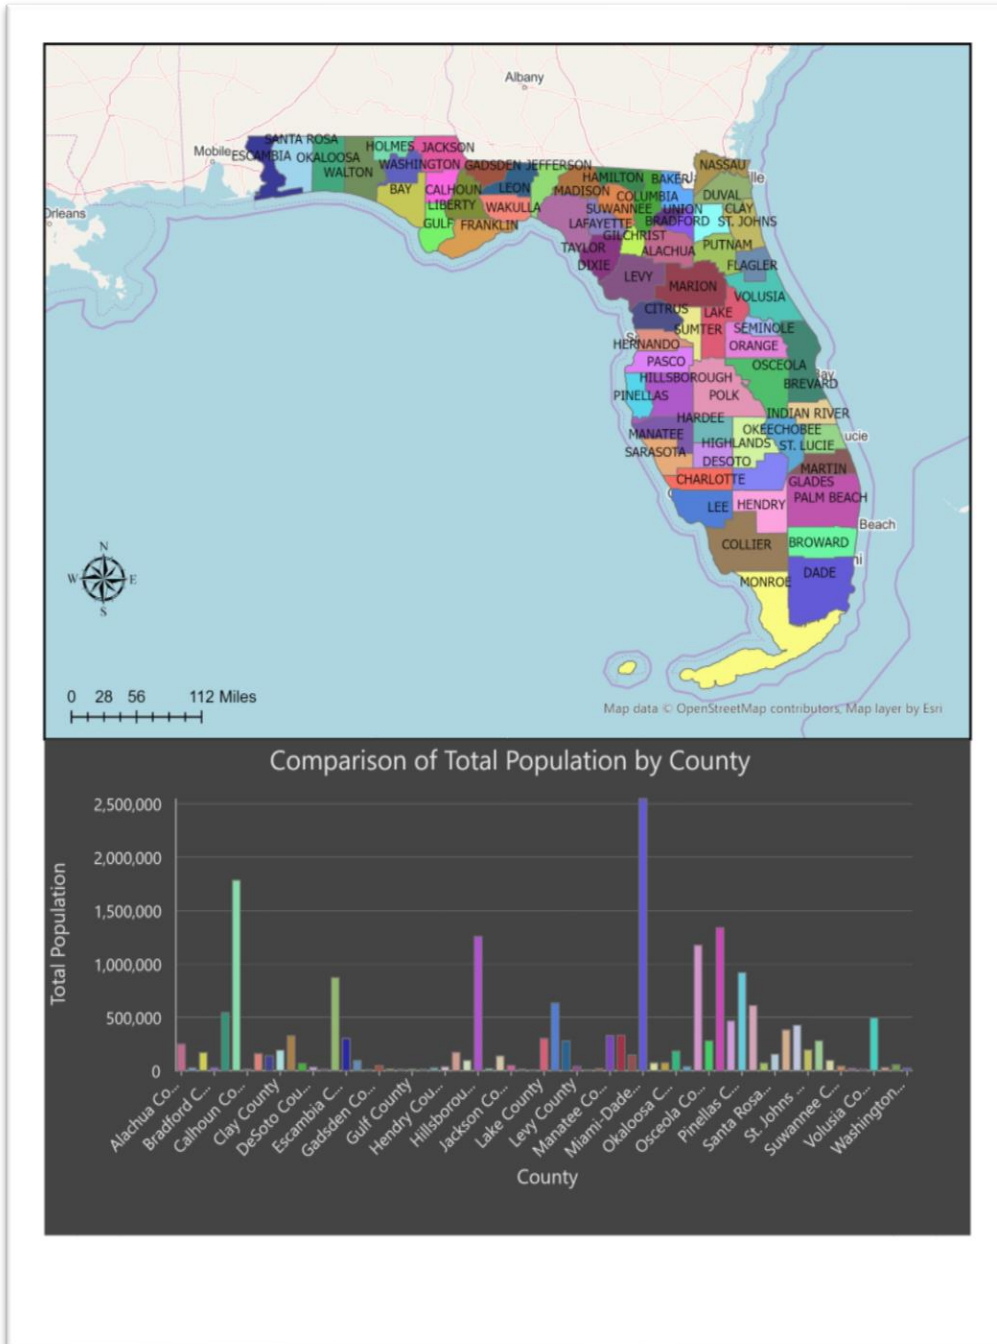 Albany
Mobile
Orleans
SANTA ROSA
ESCAMBIA
OKALOOSA
WALTON
HOLMES
JACKSON
WASHINGTON
GADSDEN
JEFFERSON
BAY
CALHOUN
LEON
LIBERTY
WAKULLA
GULF
FRANKLIN
HAMILTON
MADISON
COLUMBIA
BAKER
NASSAU
ille
DUVAL
SUWANNEE
UNION
CLAY
LAFAYETTE
BRADFORD
ST. JOHNS
GILCHRIST
TAYLOR
ALACHUA
PUTNAM
DIXIE
FLAGLER
LEVY
MARION
VOLUSIA
CITRUS
LAKE
SUMTER
SEMINOLE
HERNANDO
ORANGE
PASCO
OSCEOLA
HILLSBOROUGH
BREVARD
PINELLAS
POLK
HARDEE
INDIAN RIVER
MANATEE
OKEECHOBEE
ucie
HIGHLANDS
ST. LUCIE
SARASOTA
DESOTO
MARTIN
CHARLOTTE
GLADES
PALM BEACH
LEE
HENDRY
Beach
COLLIER
BROWARD
DADE
MONROE
N
W E
S
0 28 56 112 Miles
Map data © OpenStreetMap contributors, Map layer by Esri
Comparison of Total Population by County
Total Population
2,500,000
2,000,000
1,500,000
1,000,000
500,000
0
Alachua Co...
Bradford C...
Calhoun Co...
Clay County
DeSoto Cou...
Escambia C...
Gadsden Co...
Gulf County
Hendry Cou...
Hillsborou...
Jackson Co...
Lake County
Levy County
Manatee Co...
Miami-Dade...
Okaloosa C...
Osceola Co...
Pinellas C...
Santa Rosa...
St. Johns ...
Suwannee C...
Volusia Co...
Washington...
County